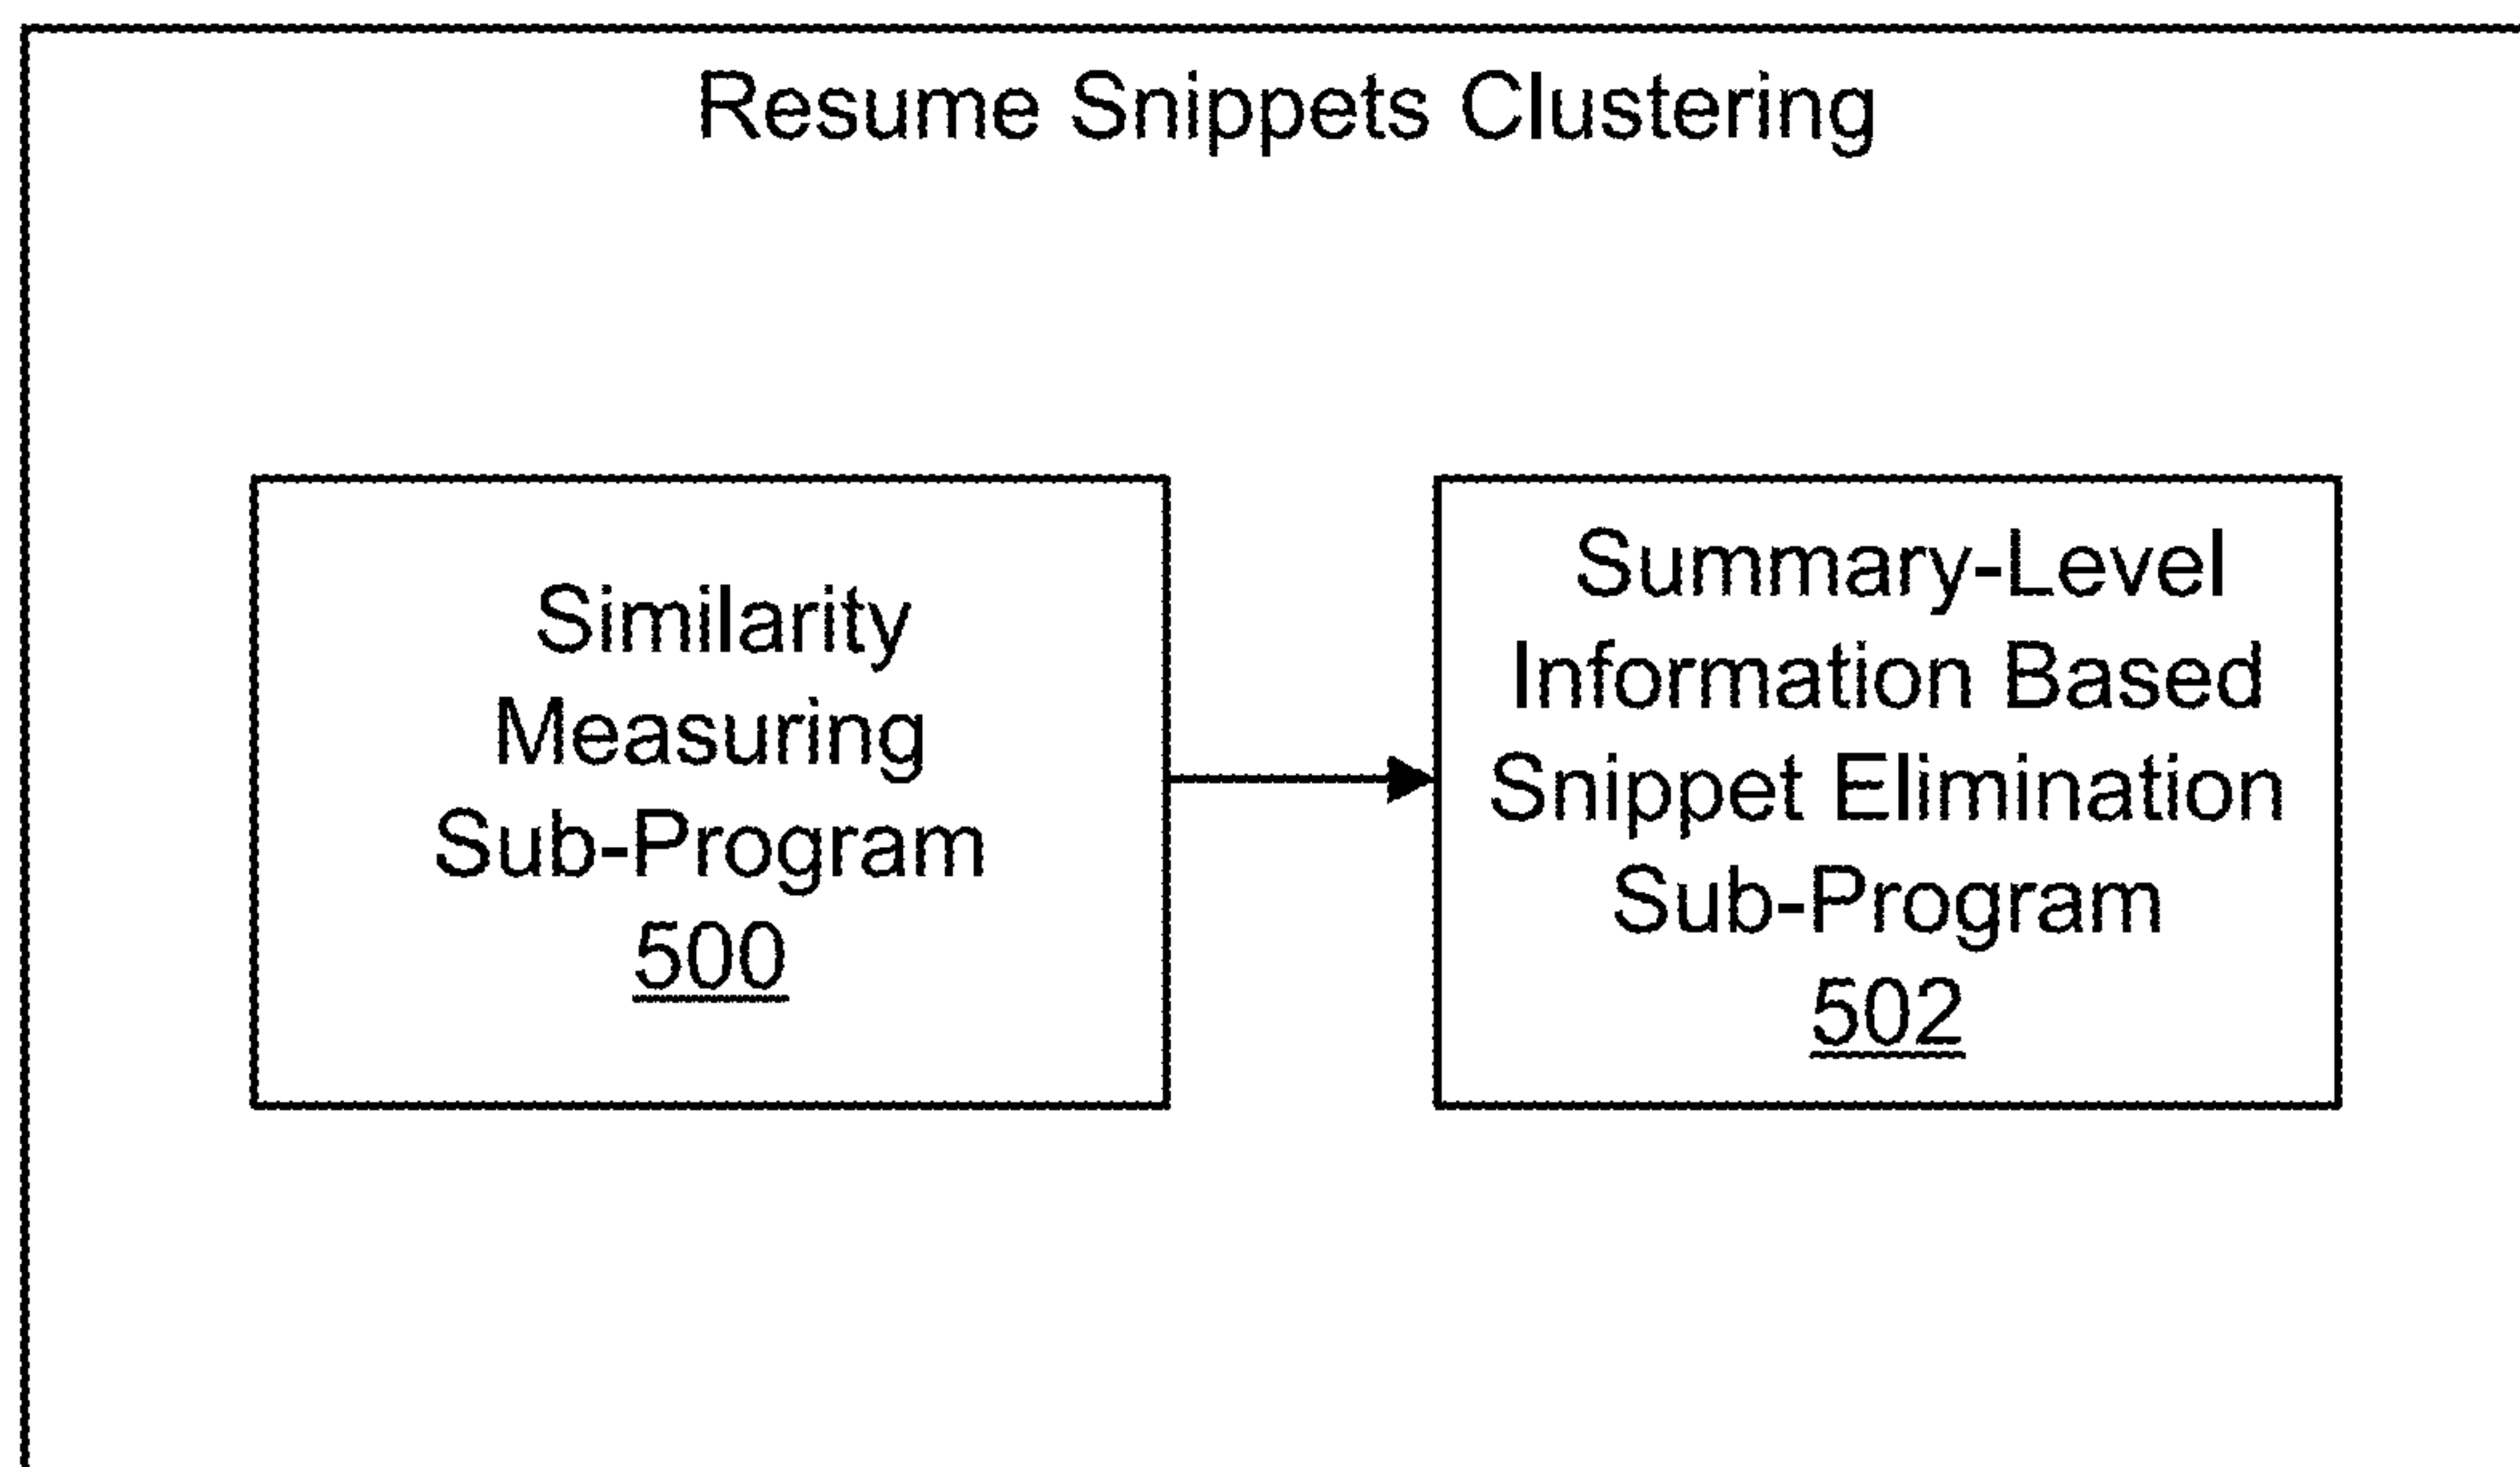 Resume Snippets Clustering
Similarity
Measuring
Sub-Program
500
Summary-Level
Information Based
Snippet Elimination
Sub-Program
502